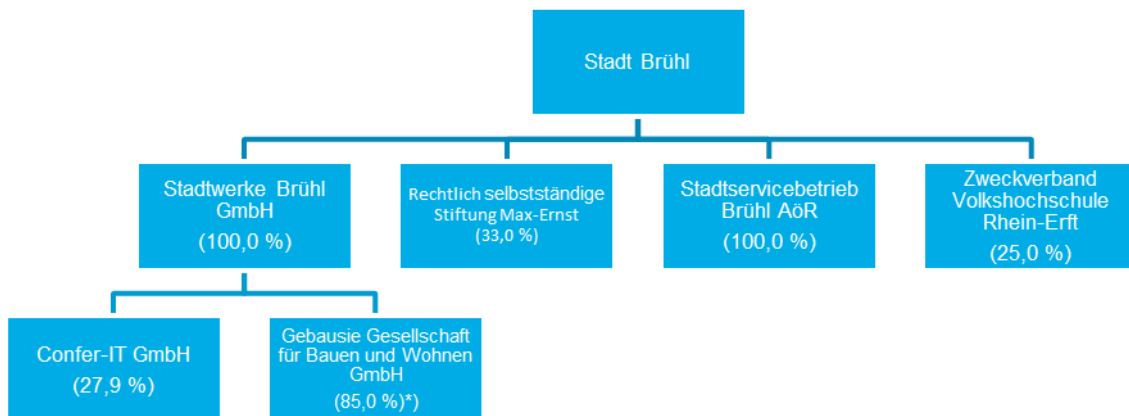 Stadt Brühl
Stadtwerke Brühl
GmbH
(100,0 %)
Rechtlich selbstständige
Stiftung Max-Ernst
(33,0 %)
Stadtservicebetrieb
Brühl AöR
(100,0 %)
Zweckverband
Volkshochschule
Rhein-Erft
(25,0 %)
Confer-IT GmbH
(27,9 %)
Gebausie Gesellschaft
für Bauen und Wohnen
GmbH
(85,0 %)*)